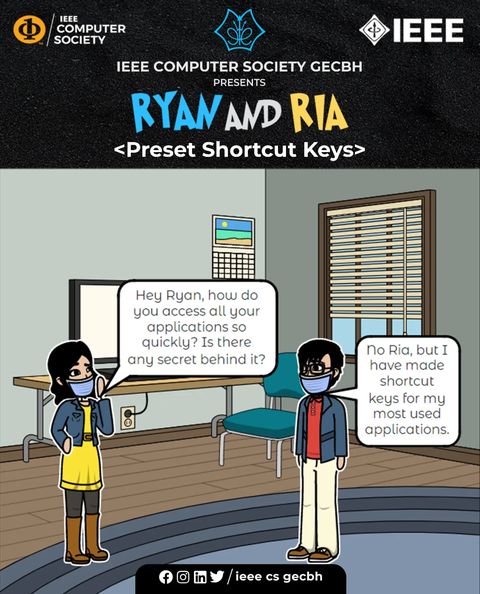 IEEE
COMPUTER
SOCIETY
IEEE
IEEE COMPUTER SOCIETY GECBH
PRESENTS
RYAN AND RIA
<Preset Shortcut Keys>
Hey Ryan, how do
you access all your
applications so
quickly? Is there
any secret behind it?
No Ria, but I
have made
shortcut
keys for my
most used
applications.
/ieee cs gecbh